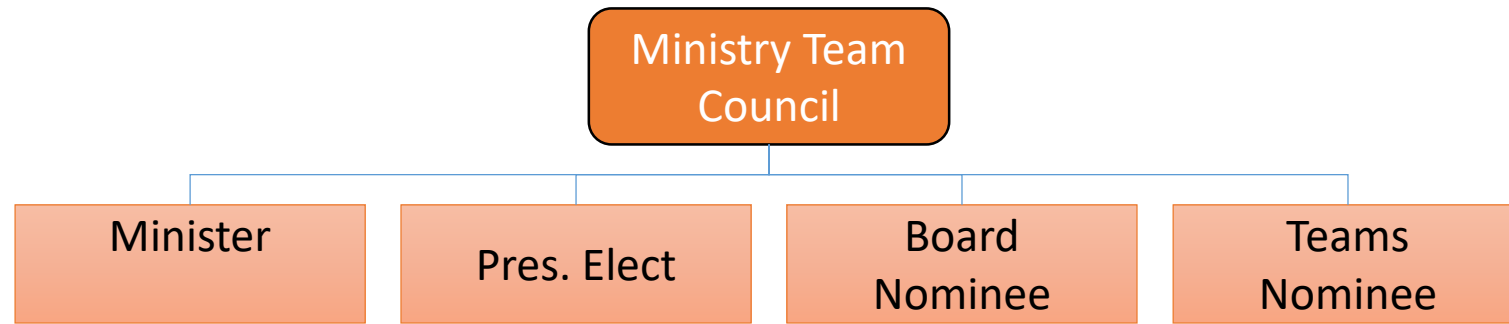 Ministry Team
Council
Minister
Pres. Elect
Board
Nominee
Teams
Nominee